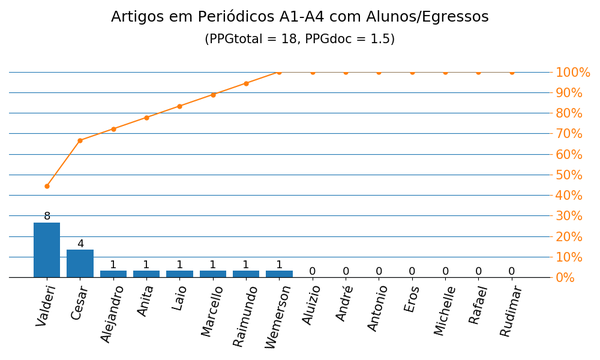 Artigos em Periódicos A1-A4 com Alunos/Egressos
(PPGtotal = 18, PPGdoc = 1.5)
100%
90%
80%
70%
60%
50%
40%
30%
20%
10%
0%
8
4
1
1
1
1
1
1
0
0
0
0
0
0
0
Valderi
Cesar
Alejandro
Anita
Laio
Marcello
Raimundo
Wemerson
Aluizio
André
Antonio
Eros
Michelle
Rafael
Rudimar